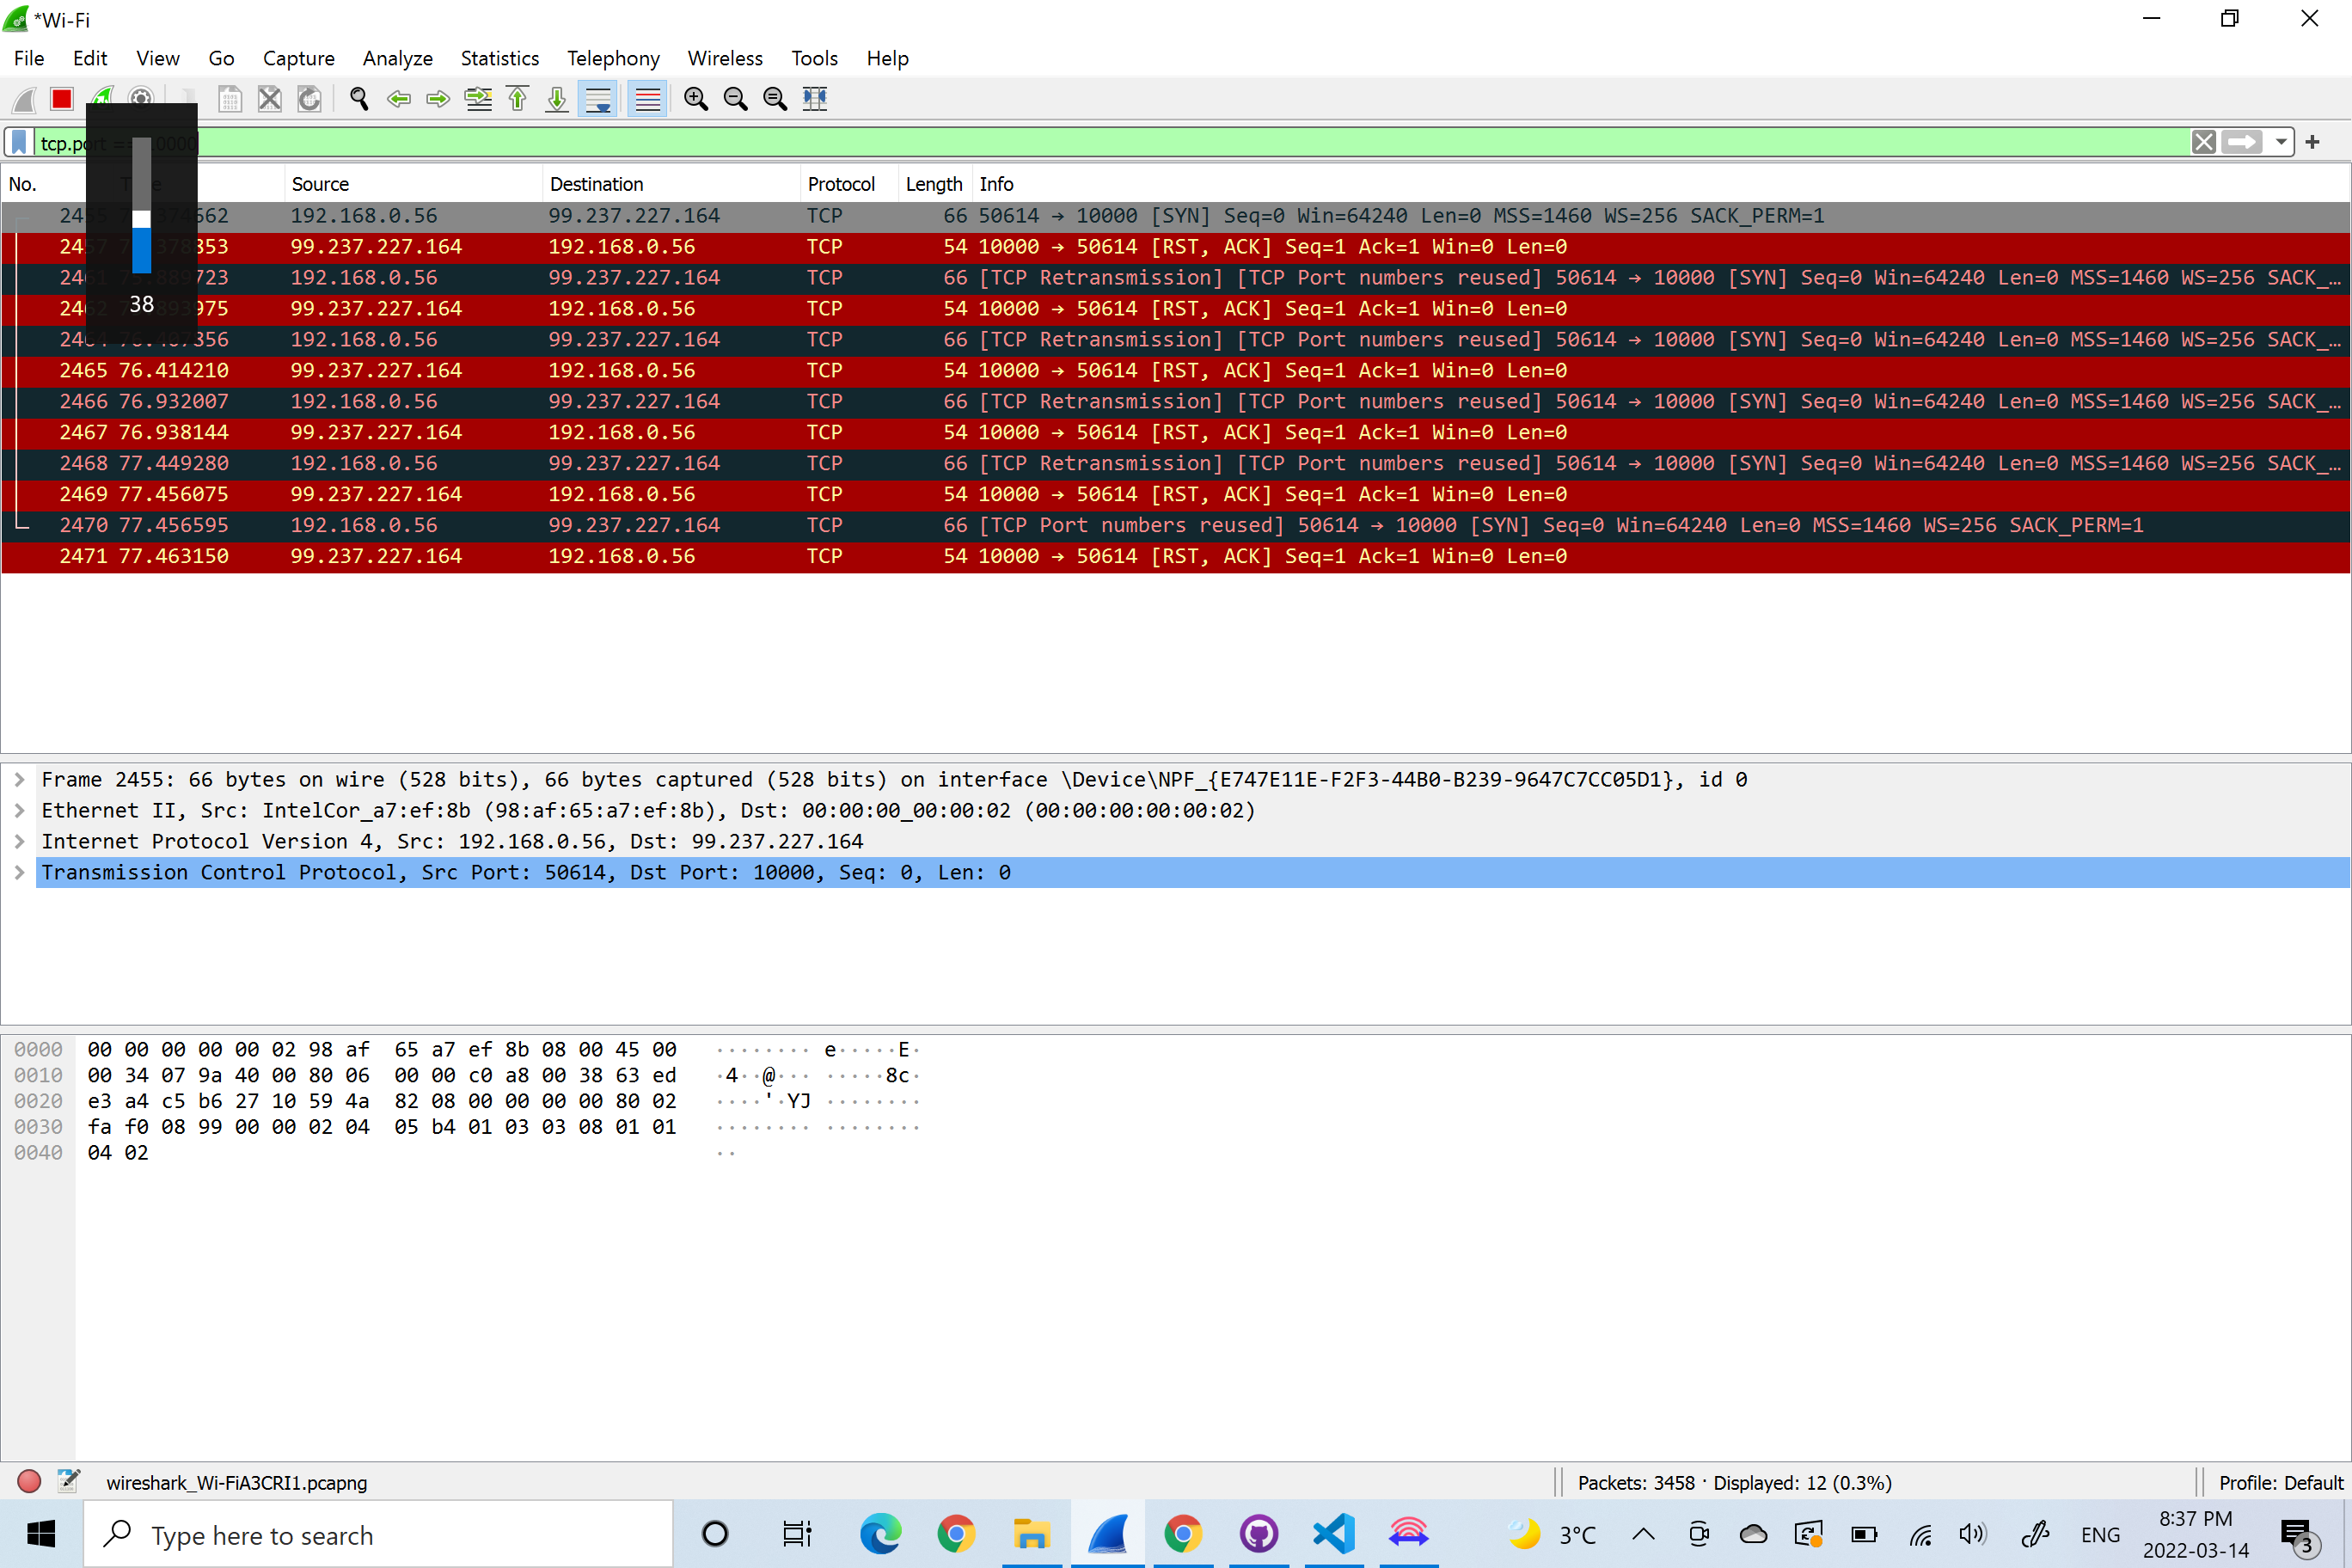 *Wi-Fi
File Edit View Go Capture Analyze Statistics Telephony Wireless Tools Help
tcp.port == 10000
No. Source Destination Protocol Length Info
192.168.0.56 99.237.227.164 TCP 66 50614 → 10000 [SYN] Seq=0 Win=64240 Len=0 MSS=1460 WS=256 SACK_PERM=1
99.237.227.164 192.168.0.56 TCP 54 10000 → 50614 [RST, ACK] Seq=1 Ack=1 Win=0 Len=0
192.168.0.56 99.237.227.164 TCP 66 [TCP Retransmission] [TCP Port numbers reused] 50614 → 10000 [SYN] Seq=0 Win=64240 Len=0 MSS=1460 WS=256 SACK_…
99.237.227.164 192.168.0.56 TCP 54 10000 → 50614 [RST, ACK] Seq=1 Ack=1 Win=0 Len=0
38
192.168.0.56 99.237.227.164 TCP 66 [TCP Retransmission] [TCP Port numbers reused] 50614 → 10000 [SYN] Seq=0 Win=64240 Len=0 MSS=1460 WS=256 SACK_…
2465 76.414210 99.237.227.164 192.168.0.56 TCP 54 10000 → 50614 [RST, ACK] Seq=1 Ack=1 Win=0 Len=0
2466 76.932007 192.168.0.56 99.237.227.164 TCP 66 [TCP Retransmission] [TCP Port numbers reused] 50614 → 10000 [SYN] Seq=0 Win=64240 Len=0 MSS=1460 WS=256 SACK_…
2467 76.938144 99.237.227.164 192.168.0.56 TCP 54 10000 → 50614 [RST, ACK] Seq=1 Ack=1 Win=0 Len=0
2468 77.449280 192.168.0.56 99.237.227.164 TCP 66 [TCP Retransmission] [TCP Port numbers reused] 50614 → 10000 [SYN] Seq=0 Win=64240 Len=0 MSS=1460 WS=256 SACK_…
2469 77.456075 99.237.227.164 192.168.0.56 TCP 54 10000 → 50614 [RST, ACK] Seq=1 Ack=1 Win=0 Len=0
2470 77.456595 192.168.0.56 99.237.227.164 TCP 66 [TCP Port numbers reused] 50614 → 10000 [SYN] Seq=0 Win=64240 Len=0 MSS=1460 WS=256 SACK_PERM=1
2471 77.463150 99.237.227.164 192.168.0.56 TCP 54 10000 → 50614 [RST, ACK] Seq=1 Ack=1 Win=0 Len=0
Frame 2455: 66 bytes on wire (528 bits), 66 bytes captured (528 bits) on interface \Device\NPF_{E747E11E-F2F3-44B0-B239-9647C7CC05D1}, id 0
Ethernet II, Src: IntelCor_a7:ef:8b (98:af:65:a7:ef:8b), Dst: 00:00:00_00:00:02 (00:00:00:00:00:02)
Internet Protocol Version 4, Src: 192.168.0.56, Dst: 99.237.227.164
Transmission Control Protocol, Src Port: 50614, Dst Port: 10000, Seq: 0, Len: 0
0000 00 00 00 00 00 02 98 af 65 a7 ef 8b 08 00 45 00 ········ e·····E·
0010 00 34 07 9a 40 00 80 06 00 00 c0 a8 00 38 63 ed ·4··@··· ·····8c·
0020 e3 a4 c5 b6 27 10 59 4a 82 08 00 00 00 00 80 02 ····'·YJ ········
0030 fa f0 08 99 00 00 02 04 05 b4 01 03 03 08 01 01 ········ ········
0040 04 02 ··
wireshark_Wi-FiA3CRI1.pcapng Packets: 3458 · Displayed: 12 (0.3%) Profile: Default
Type here to search 3°C ENG 8:37 PM
2022-03-14 3